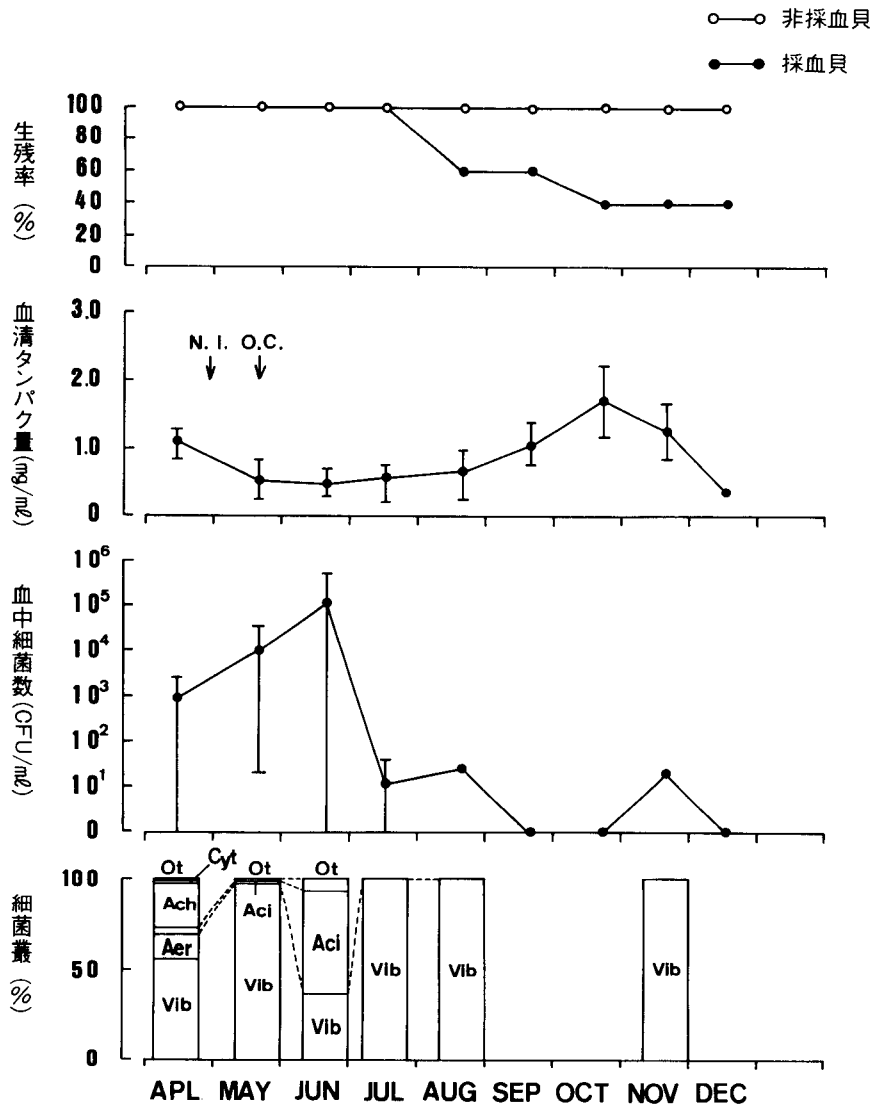 非採血貝
採血貝
生残率 (%)
100
80
60
40
20
0
血清タンパク量(mg/mℓ)
3.0
2.0
1.0
0
N. I. O.C.
血中細菌数(CFU/mℓ)
10⁶
10⁵
10⁴
10³
10²
10¹
0
細菌叢 (%)
100
50
0
Ot Cyt
Ach
Aer
Vib
Ot
Aci
Vib
Ot
Aci
Vib
Vib
Vib
Vib
APL MAY JUN JUL AUG SEP OCT NOV DEC